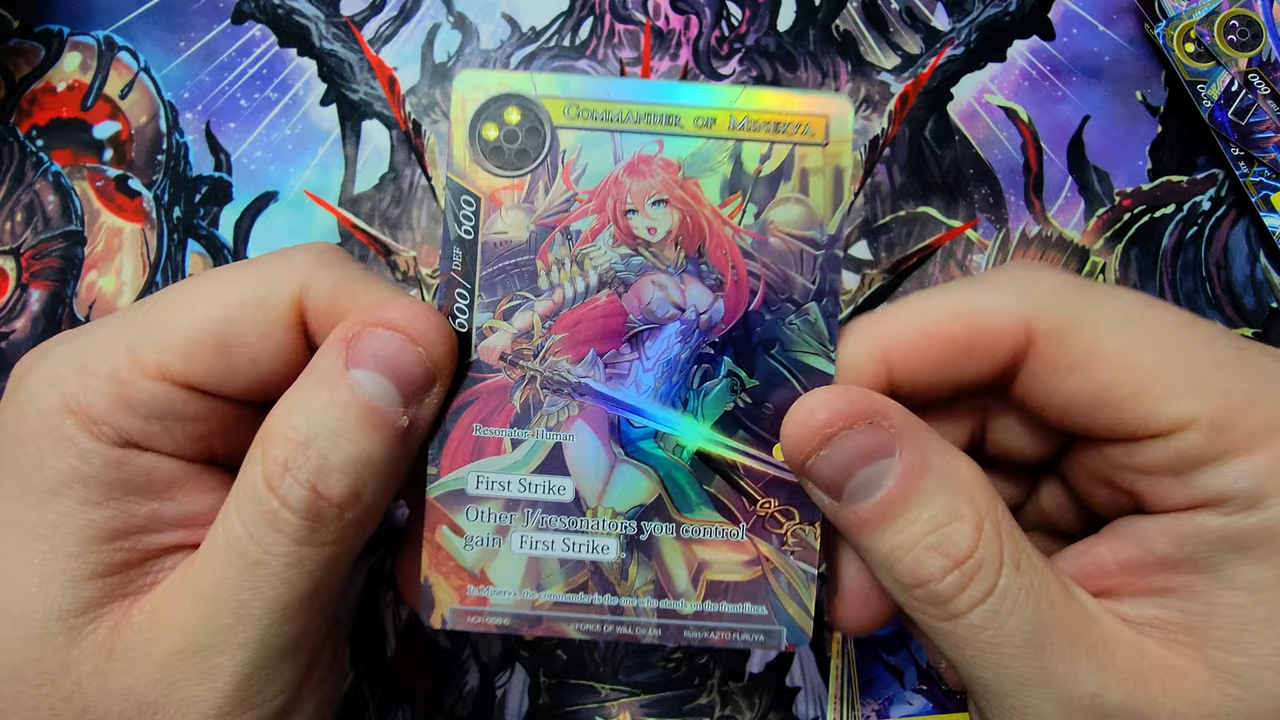 COMMANDER OF MINERVA
600 / DEF 600
Resonator: Human
First Strike
Other J/resonators you control
gain First Strike.
In Minerva, the commander is the one who stands on the front lines.
©FORCE OF WILL Co.,Ltd. Illust/KAZTO FURUYA
600